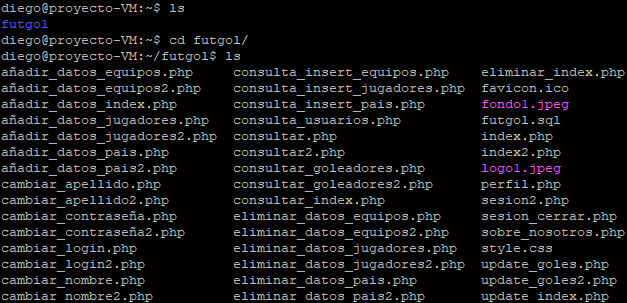 diego@proyecto-VM:~$ ls
futgol
diego@proyecto-VM:~$ cd futgol/
diego@proyecto-VM:~/futgol$ ls
añadir_datos_equipos.php consulta_insert_equipos.php eliminar_index.php
añadir_datos_equipos2.php consulta_insert_jugadores.php favicon.ico
añadir_datos_index.php consulta_insert_pais.php fondo1.jpeg
añadir_datos_jugadores.php consulta_usuarios.php futgol.sql
añadir_datos_jugadores2.php consultar.php index.php
añadir_datos_pais.php consultar2.php index2.php
añadir_datos_pais2.php consultar_goleadores.php logo1.jpeg
cambiar_apellido.php consultar_goleadores2.php perfil.php
cambiar_apellido2.php consultar_index.php sesion2.php
cambiar_contraseña.php eliminar_datos_equipos.php sesion_cerrar.php
cambiar_contraseña2.php eliminar_datos_equipos2.php sobre_nosotros.php
cambiar_login.php eliminar_datos_jugadores.php style.css
cambiar_login2.php eliminar_datos_jugadores2.php update_goles.php
cambiar_nombre.php eliminar_datos_pais.php update_goles2.php
cambiar_nombre2.php eliminar_datos_pais2.php update_index.php